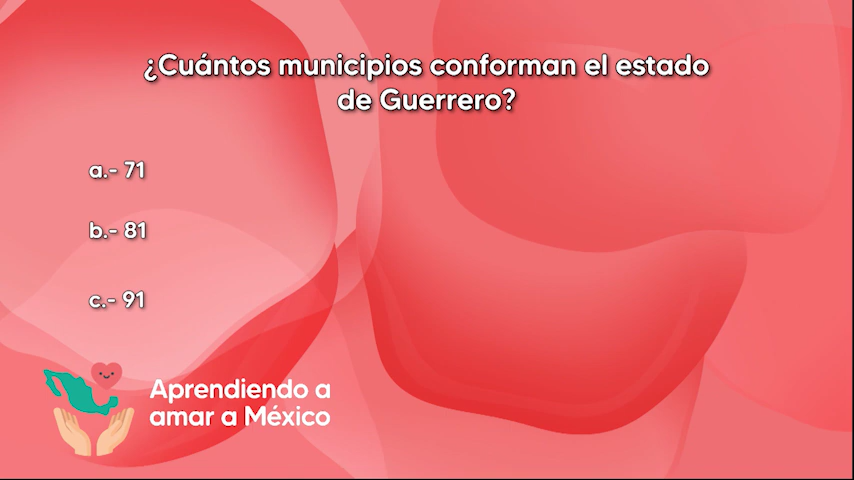 ¿Cuántos municipios conforman el estado
de Guerrero?
a.- 71
b.- 81
c.- 91
Aprendiendo a
amar a México